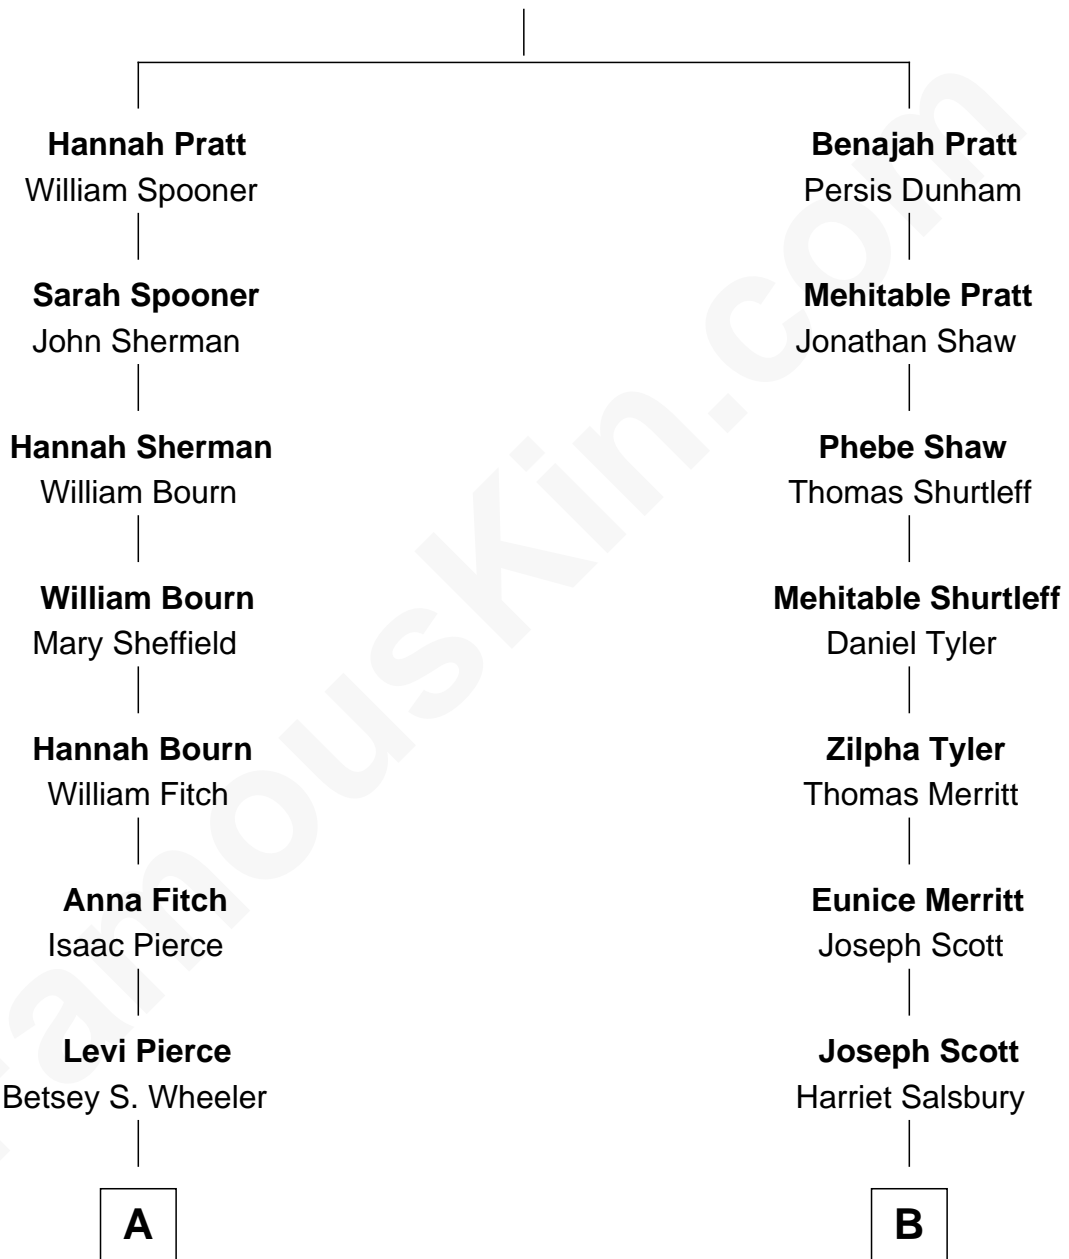 Hannah Pratt
William Spooner
Sarah Spooner
John Sherman
Hannah Sherman
William Bourn
William Bourn
Mary Sheffield
Hannah Bourn
William Fitch
Anna Fitch
Isaac Pierce
Levi Pierce
Betsey S. Wheeler
A
Benajah Pratt
Persis Dunham
Mehitable Pratt
Jonathan Shaw
Phebe Shaw
Thomas Shurtleff
Mehitable Shurtleff
Daniel Tyler
Zilpha Tyler
Thomas Merritt
Eunice Merritt
Joseph Scott
Joseph Scott
Harriet Salsbury
B
FamousKin.com